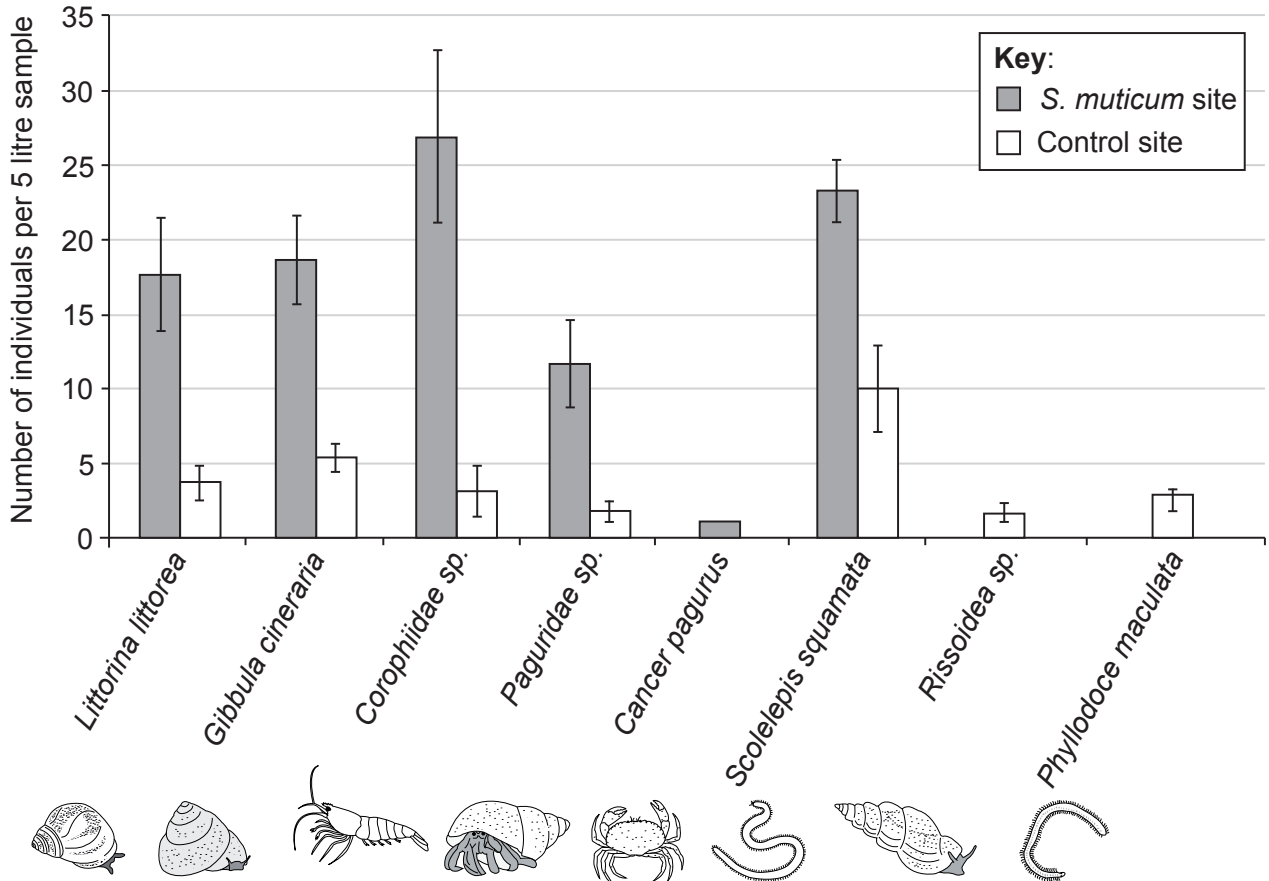 Number of individuals per 5 litre sample
35
30
25
20
15
10
5
0
Key:
S. muticum site
Control site
Littorina littorea
Gibbula cineraria
Corophiidae sp.
Paguridae sp.
Cancer pagurus
Scolelepis squamata
Rissoidea sp.
Phyllodoce maculata